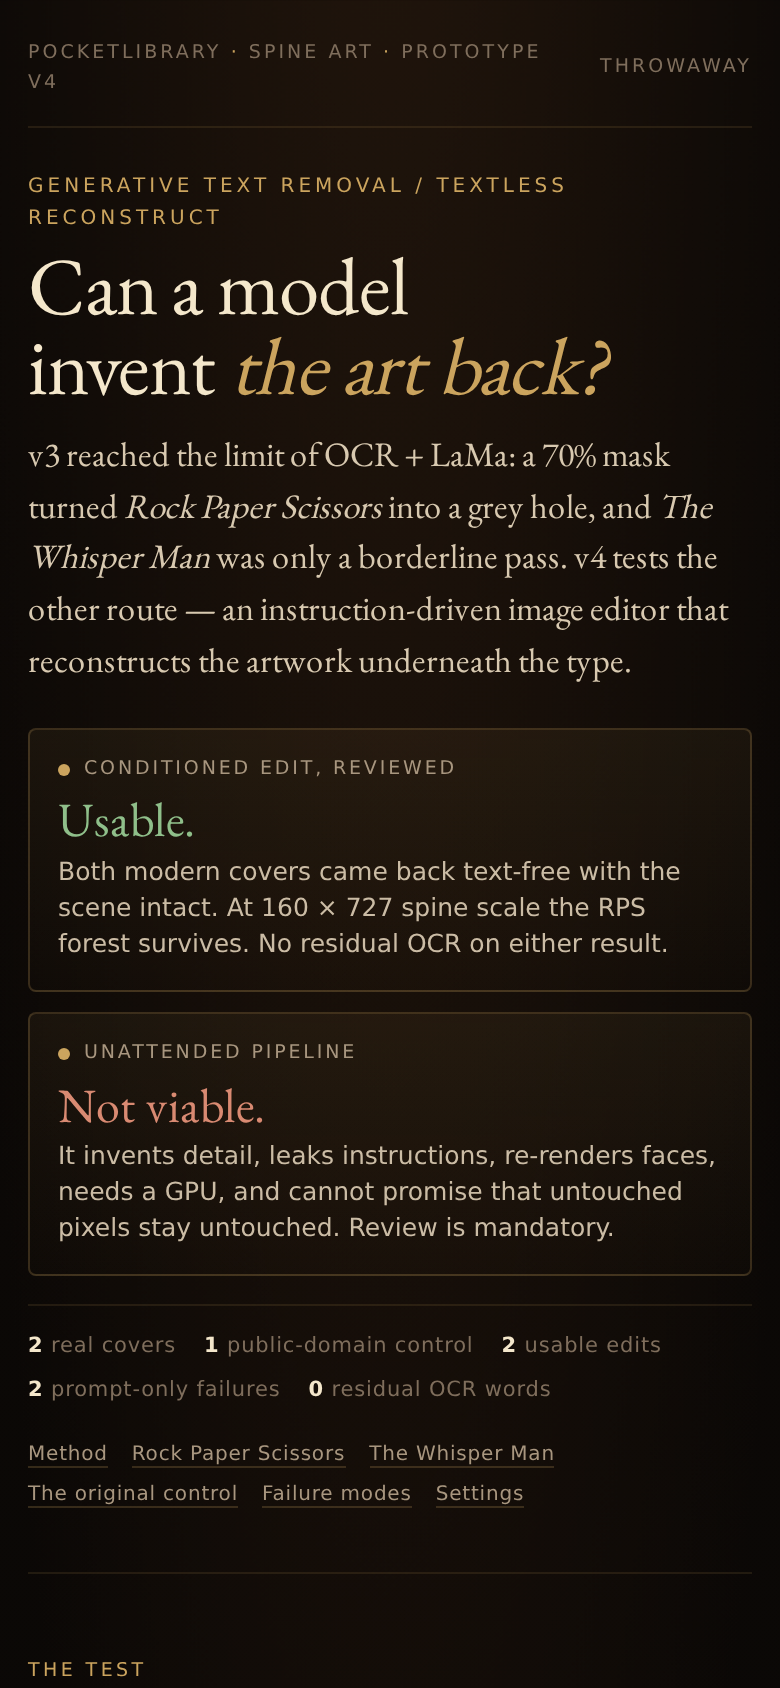 POCKETLIBRARY · SPINE ART · PROTOTYPE
V4
THROWAWAY
GENERATIVE TEXT REMOVAL / TEXTLESS
RECONSTRUCT
Can a model
invent the art back?
v3 reached the limit of OCR + LaMa: a 70% mask
turned Rock Paper Scissors into a grey hole, and The
Whisper Man was only a borderline pass. v4 tests the
other route — an instruction-driven image editor that
reconstructs the artwork underneath the type.
CONDITIONED EDIT, REVIEWED
Usable.
Both modern covers came back text-free with the
scene intact. At 160 × 727 spine scale the RPS
forest survives. No residual OCR on either result.
UNATTENDED PIPELINE
Not viable.
It invents detail, leaks instructions, re-renders faces,
needs a GPU, and cannot promise that untouched
pixels stay untouched. Review is mandatory.
2 real covers 1 public-domain control 2 usable edits
2 prompt-only failures 0 residual OCR words
Method Rock Paper Scissors The Whisper Man
The original control Failure modes Settings
THE TEST